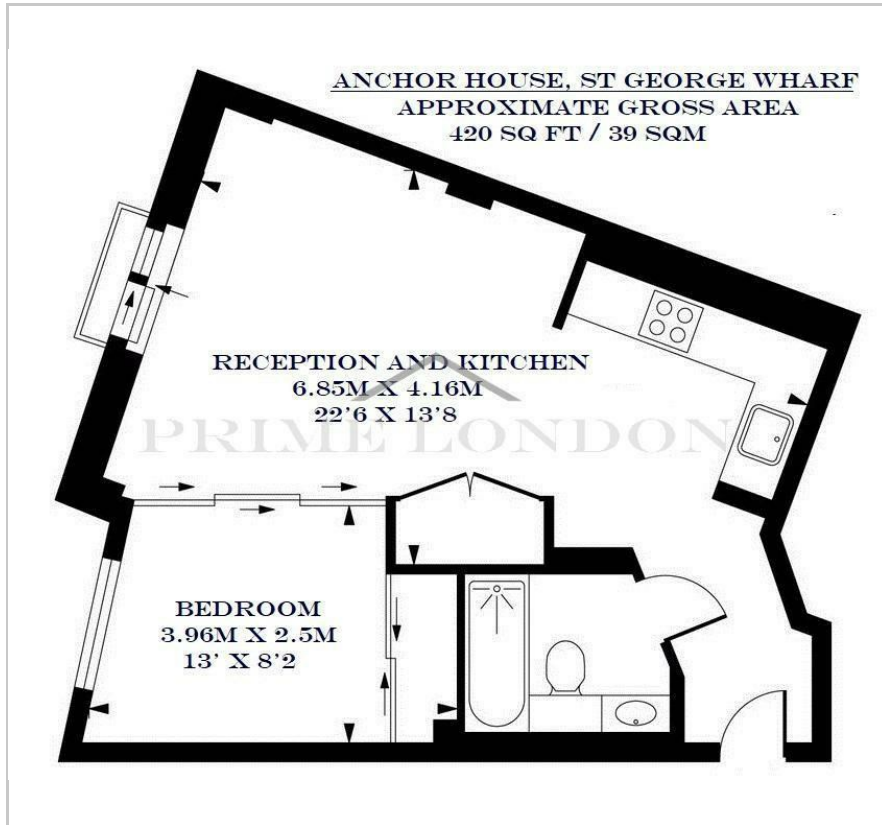 ANCHOR HOUSE, ST GEORGE WHARF
APPROXIMATE GROSS AREA
420 SQ FT / 39 SQM
RECEPTION AND KITCHEN
6.85M X 4.16M
22'6 X 13'8
PRIME LONDON
BEDROOM
3.96M X 2.5M
13' X 8'2